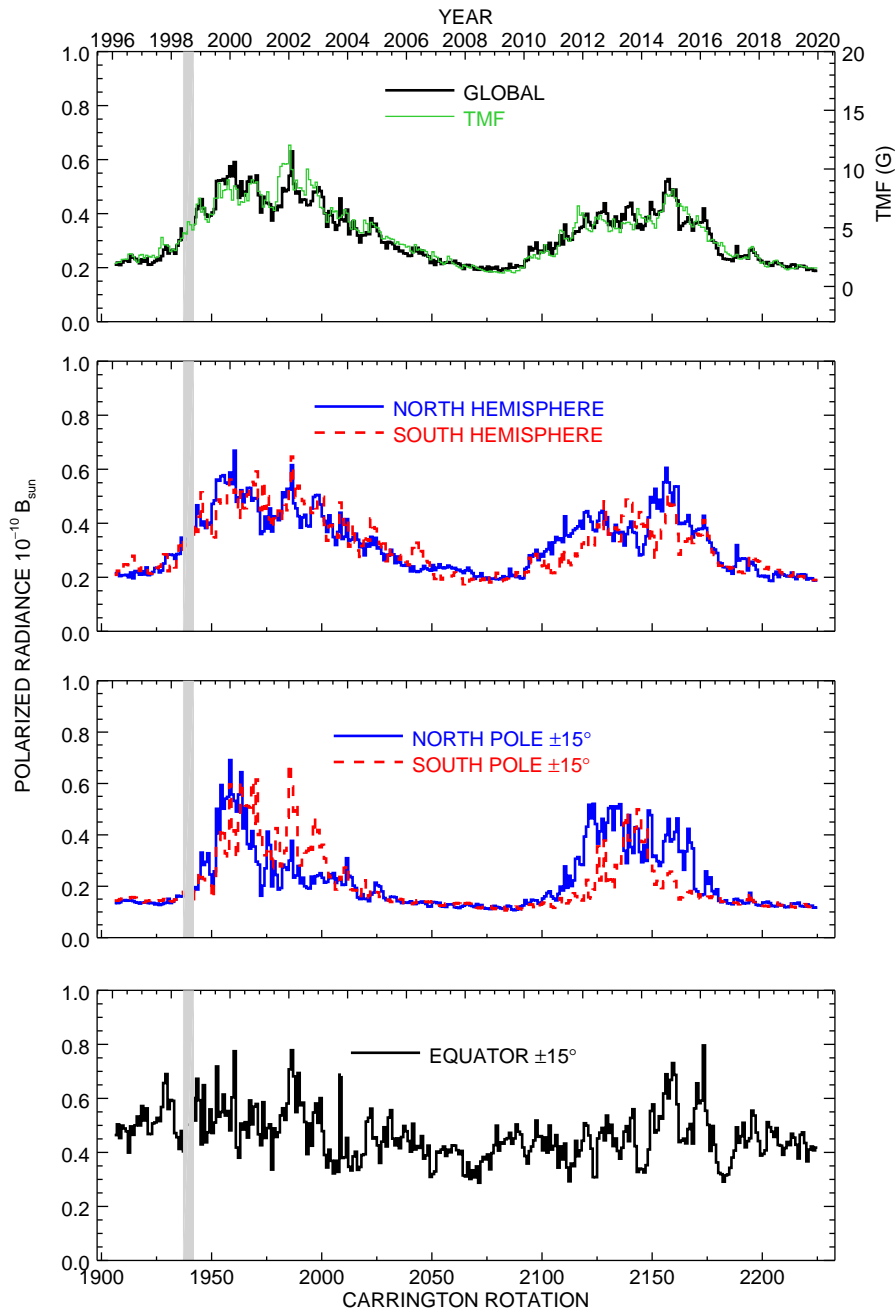 YEAR
1996 1998 2000 2002 2004 2006 2008 2010 2012 2014 2016 2018 2020
1.0 20
GLOBAL
TMF
0.8 15
0.6 10
0.4 5
0.2 0
0.0
TMF (G)
1.0
NORTH HEMISPHERE
SOUTH HEMISPHERE
0.8
0.6
0.4
0.2
0.0
POLARIZED RADIANCE 10⁻¹⁰ Bsun
1.0
NORTH POLE ±15°
SOUTH POLE ±15°
0.8
0.6
0.4
0.2
0.0
1.0
EQUATOR ±15°
0.8
0.6
0.4
0.2
0.0
1900 1950 2000 2050 2100 2150 2200
CARRINGTON ROTATION